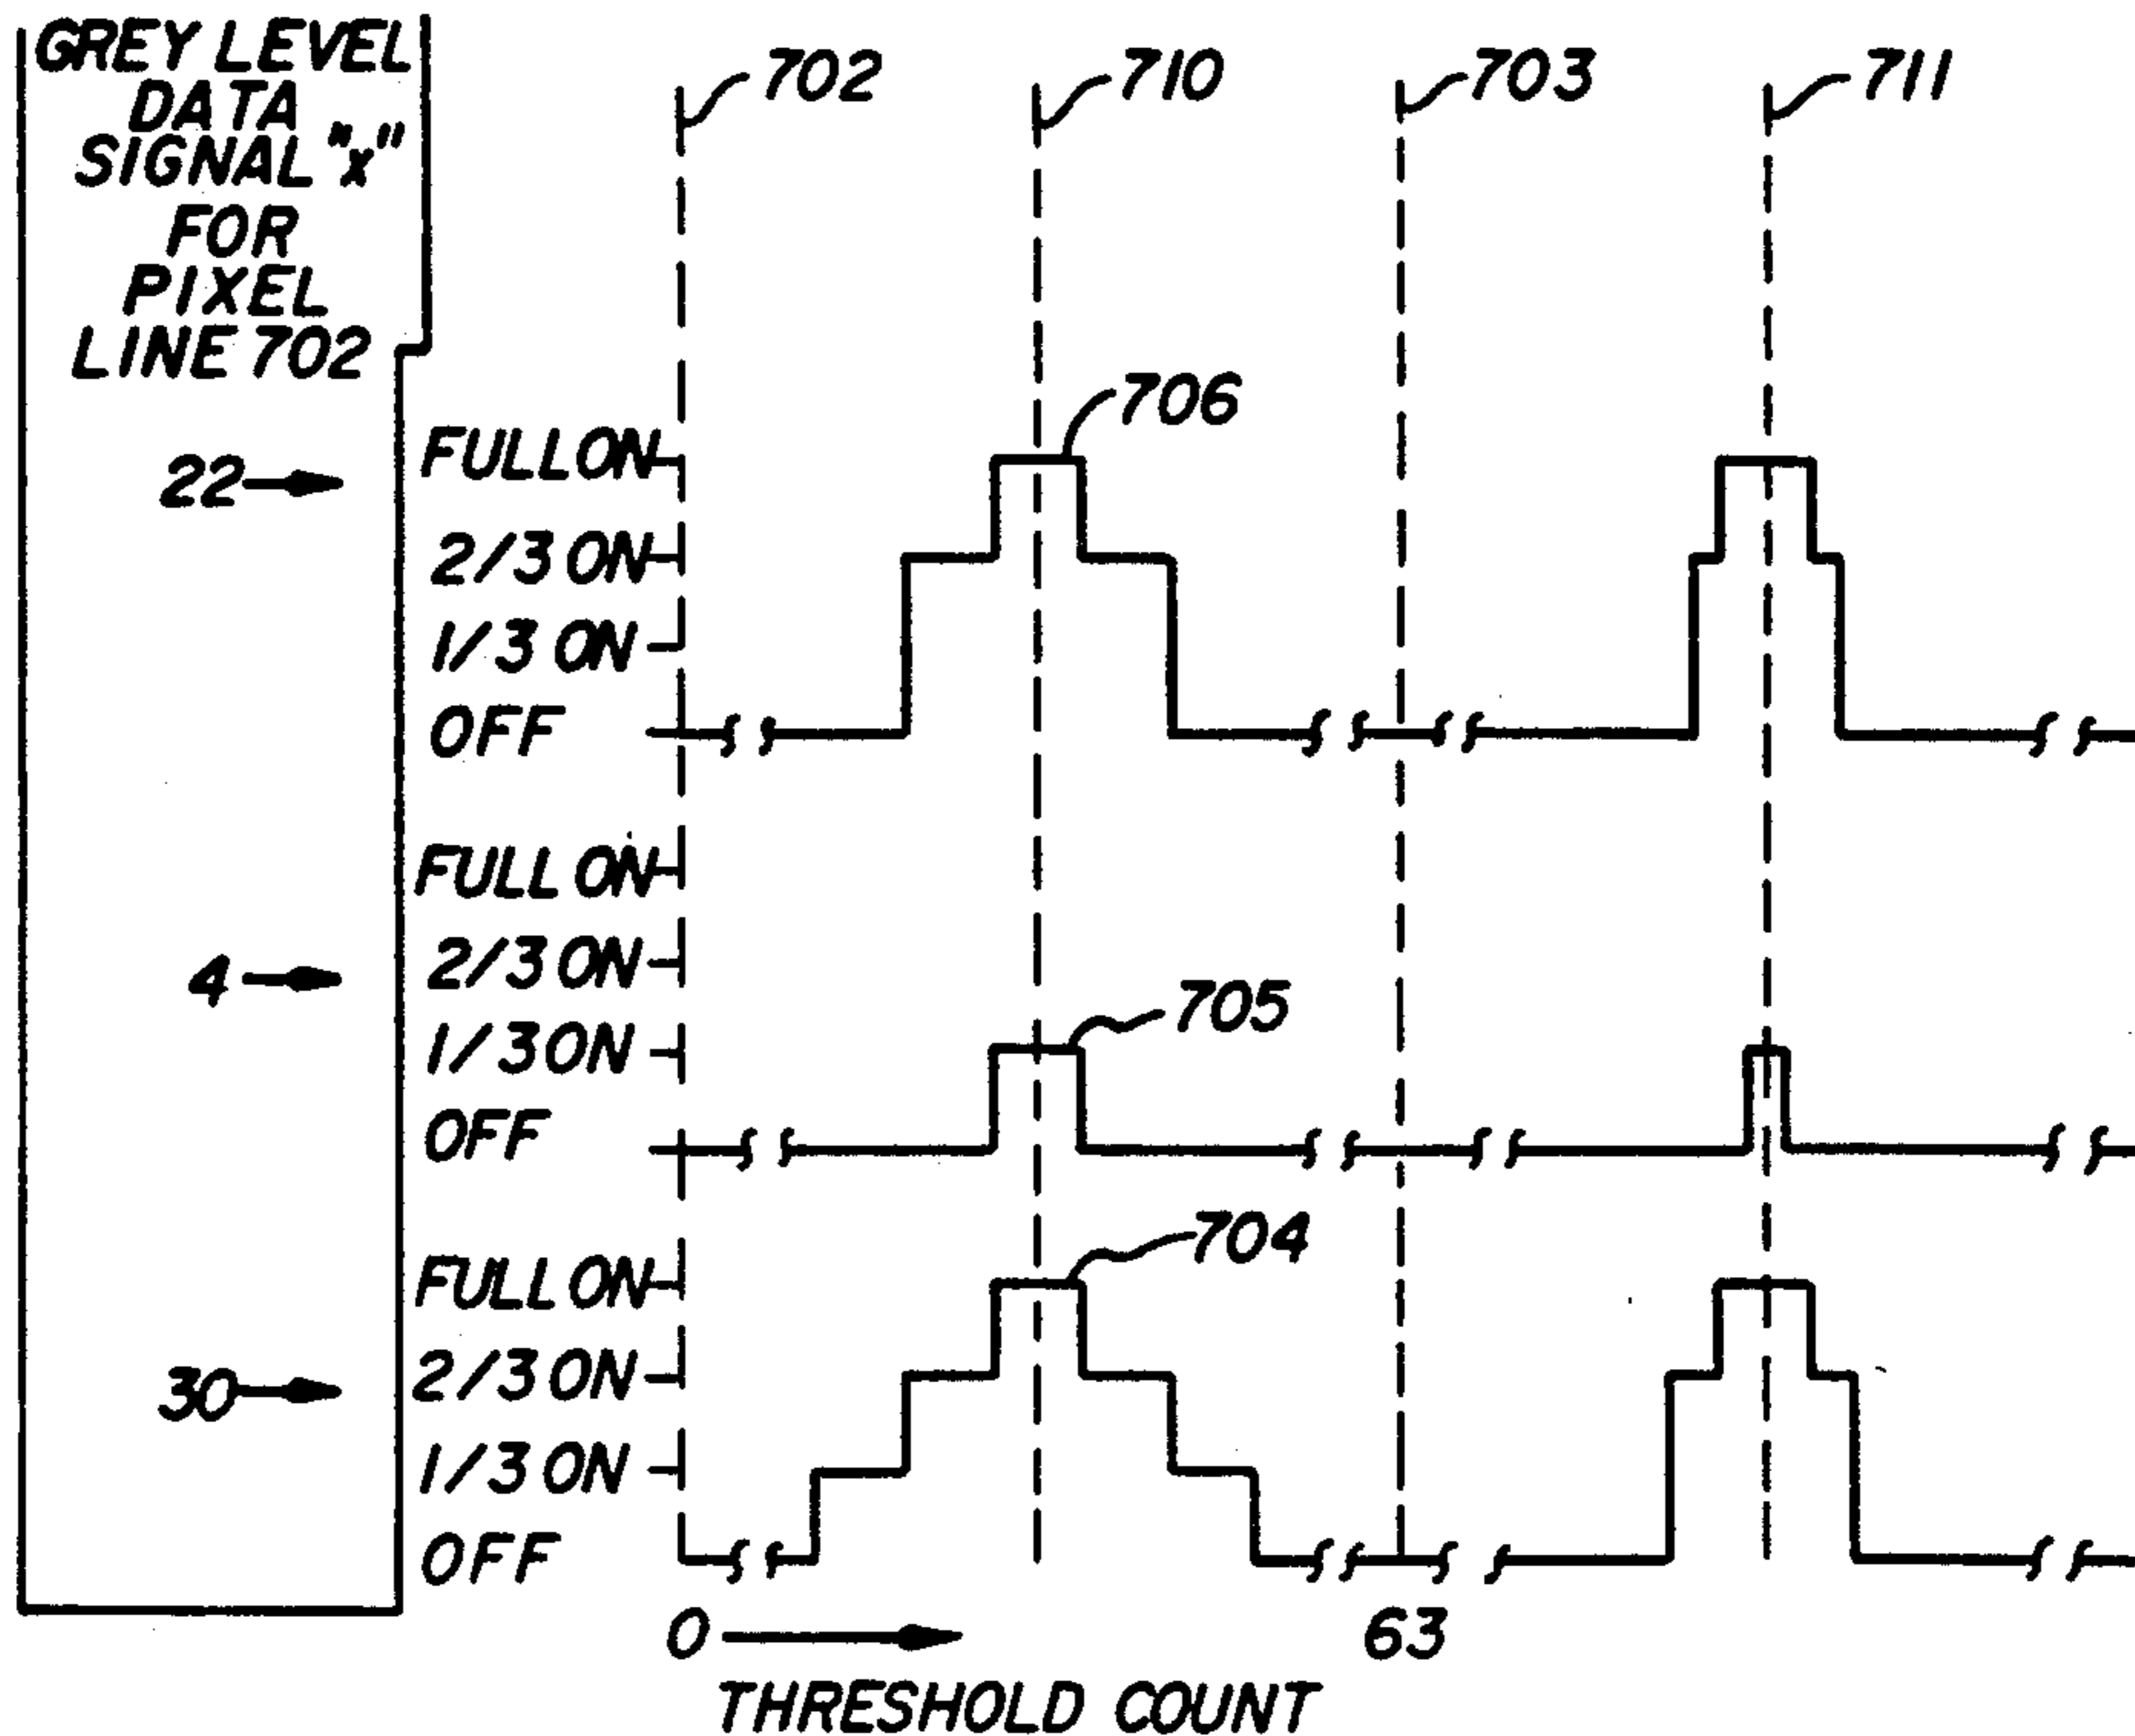 GREY LEVEL
DATA
SIGNAL "X"
FOR
PIXEL
LINE 702
702
710
703
711
22
FULL ON
2/3 ON
1/3 ON
OFF
706
4
FULL ON
2/3 ON
1/3 ON
OFF
705
30
FULL ON
2/3 ON
1/3 ON
OFF
704
0
63
THRESHOLD COUNT